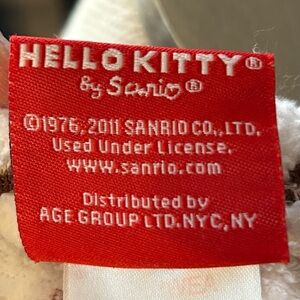 HELLO KITTY®
by Sanrio®
©1976, 2011 SANRIO CO., LTD.
Used Under License.
www.sanrio.com
Distributed by
AGE GROUP LTD.NYC,NY